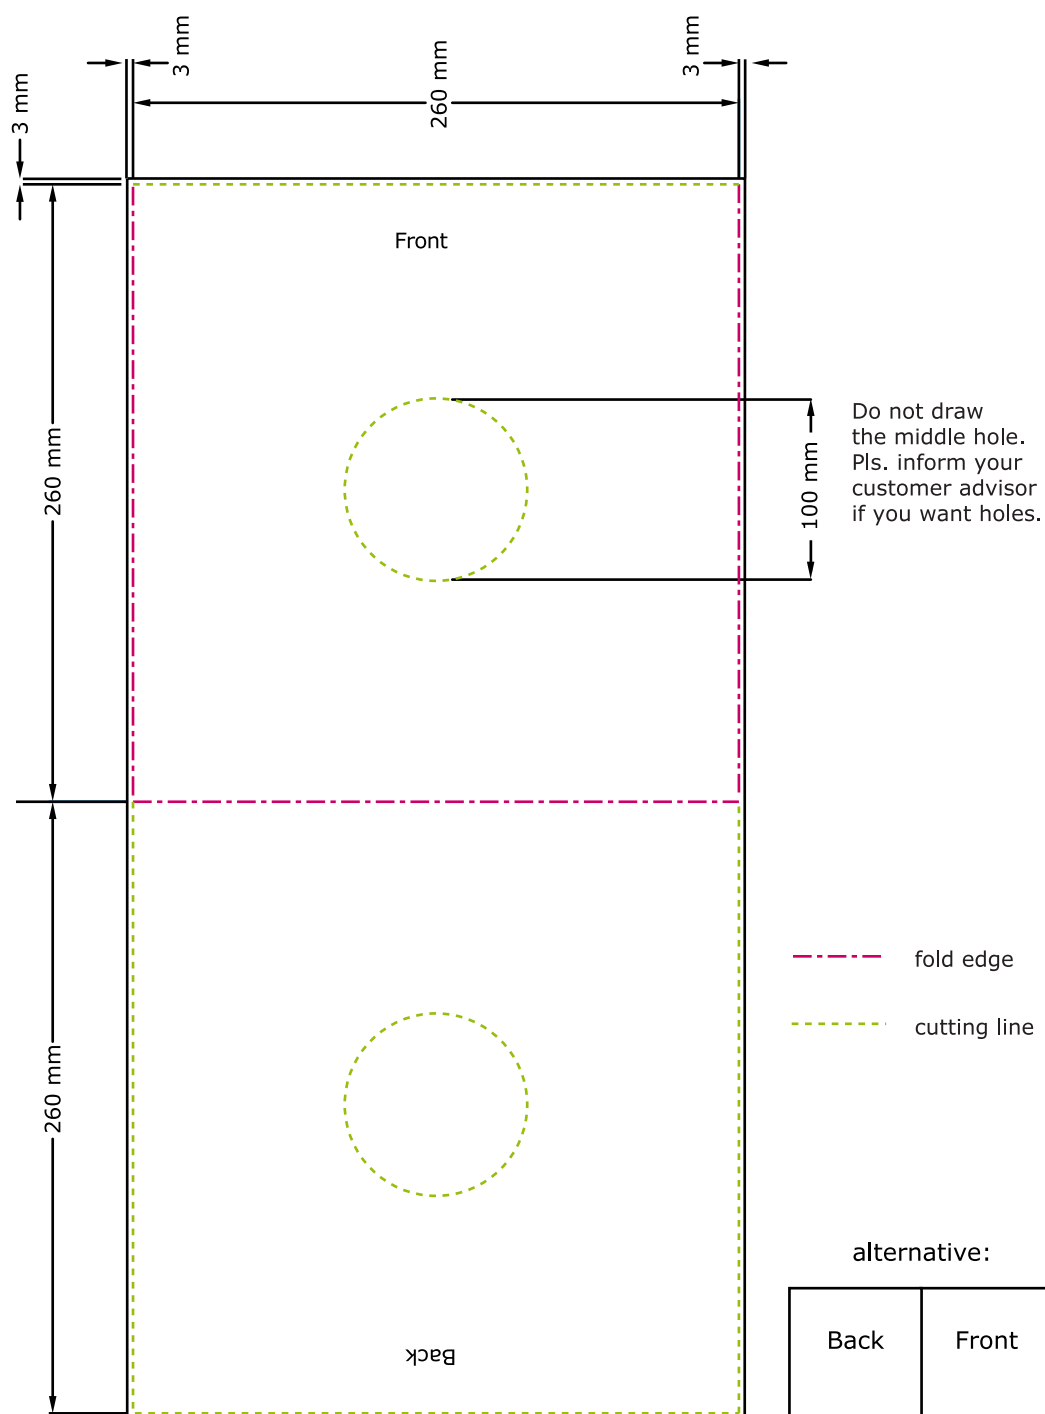 3 mm
3 mm
260 mm
3 mm
Front
260 mm
100 mm
Do not draw
the middle hole.
Pls. inform your
customer advisor
if you want holes.
fold edge
cutting line
260 mm
alternative:
Back
Front
Back